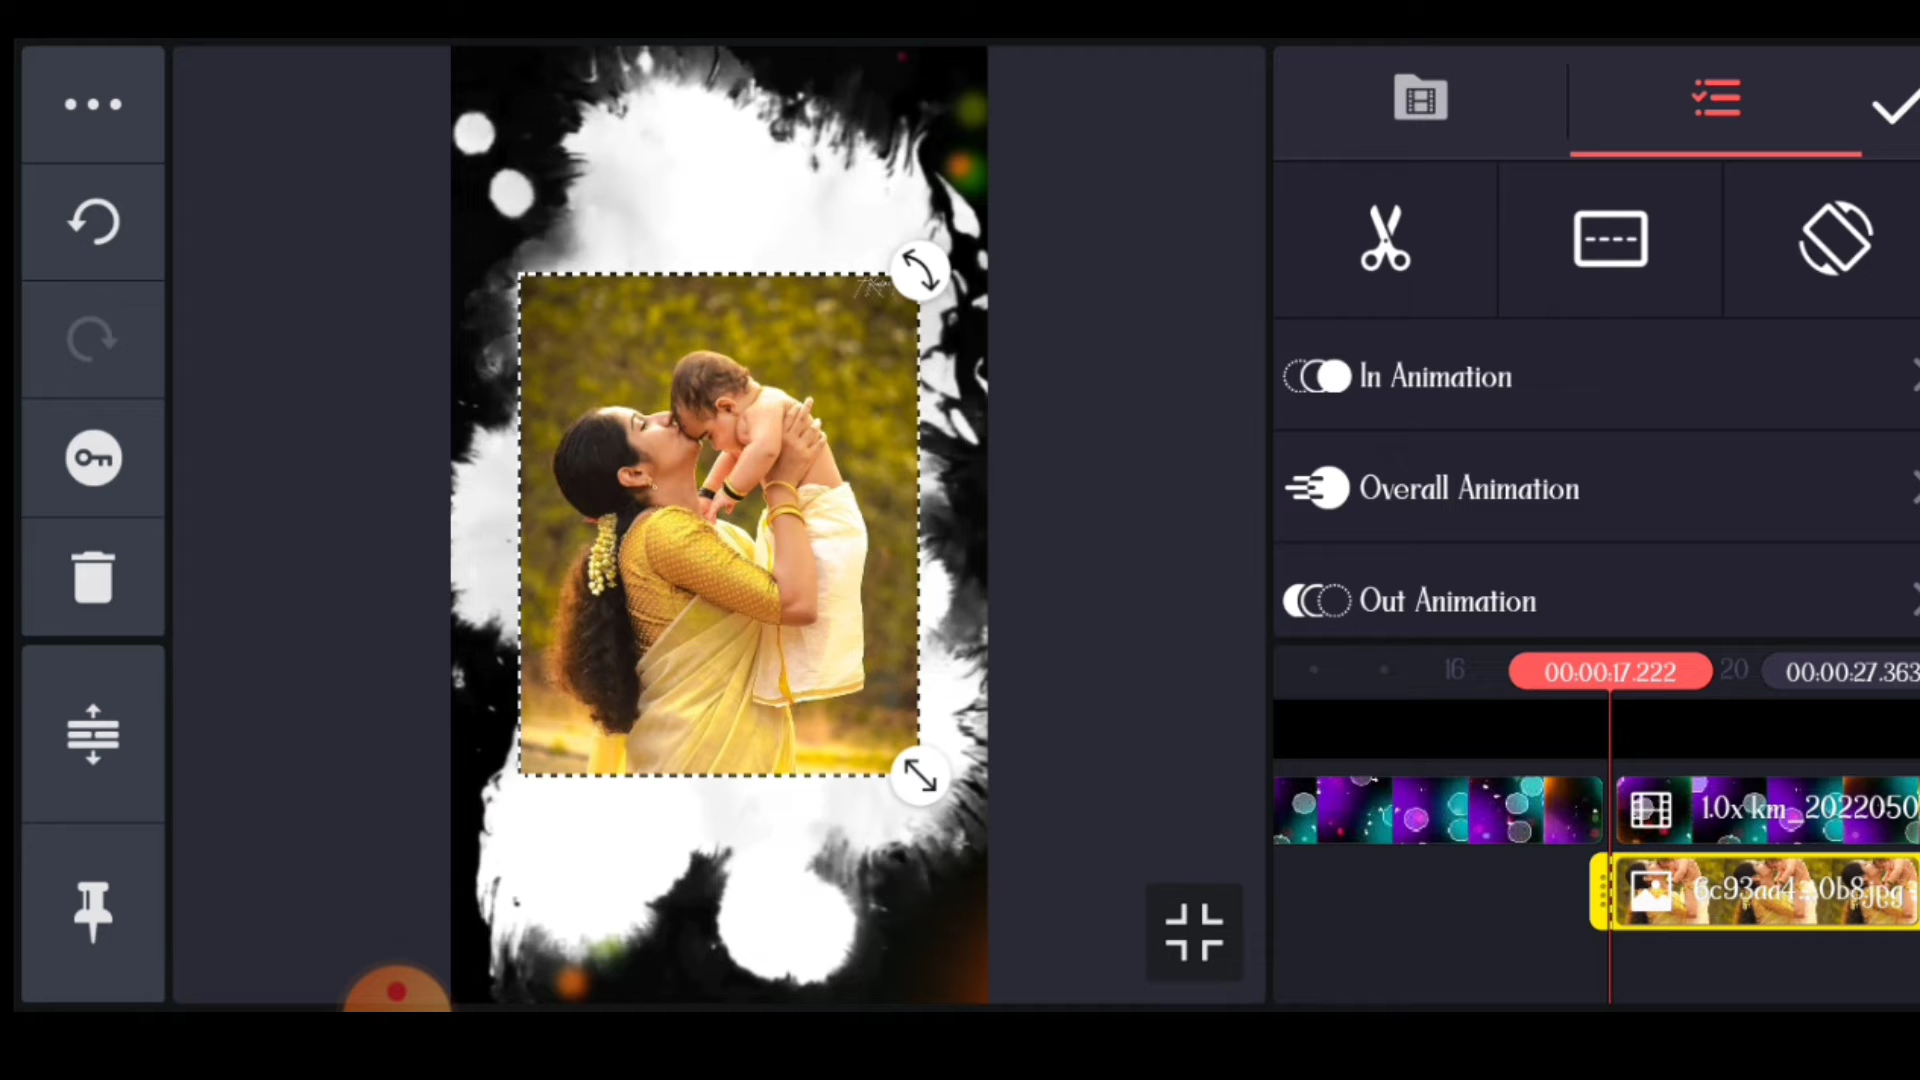 In Animation
Overall Animation
Out Animation
16
00:00:17.222
20
00:00:27.363
1.0x km_2022050
6c93aa4...0b8.jpg